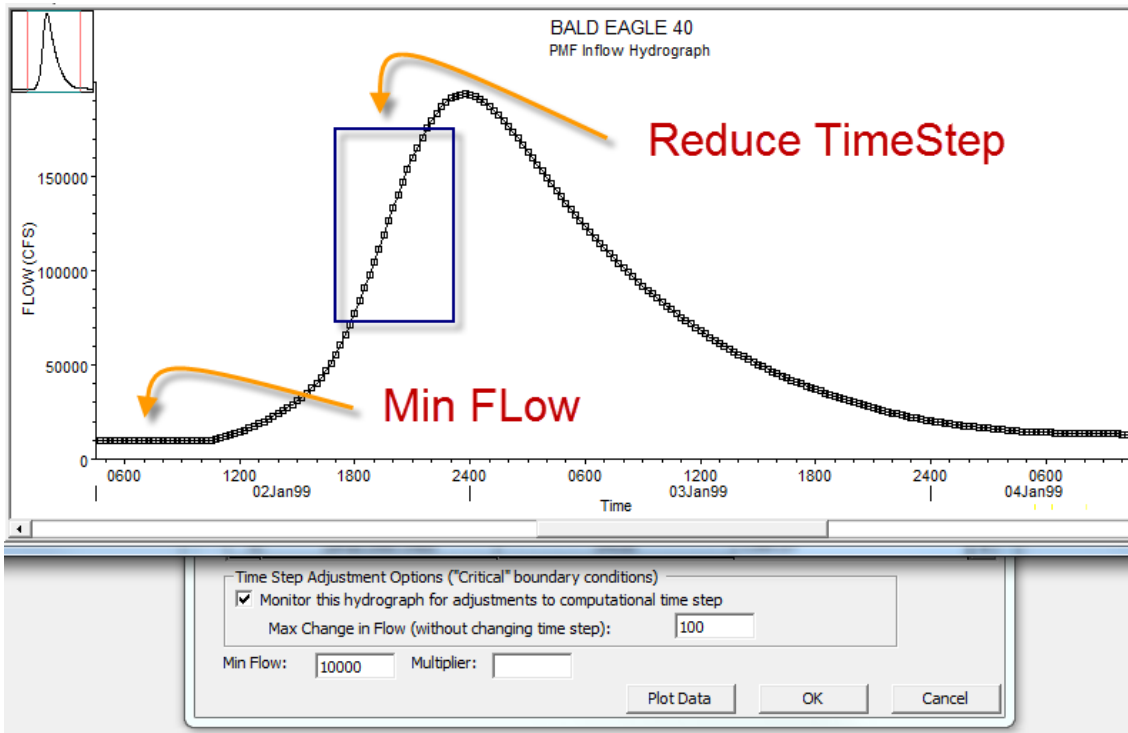 BALD EAGLE 40
PMF Inflow Hydrograph
Reduce TimeStep
150000
100000
50000
0
FLOW (CFS)
Min FLow
0600 1200 1800 2400 0600 1200 1800 2400 0600
02Jan99 03Jan99 04Jan99
Time
Time Step Adjustment Options ("Critical" boundary conditions)
Monitor this hydrograph for adjustments to computational time step
Max Change in Flow (without changing time step): 100
Min Flow: 10000 Multiplier:
Plot Data OK Cancel